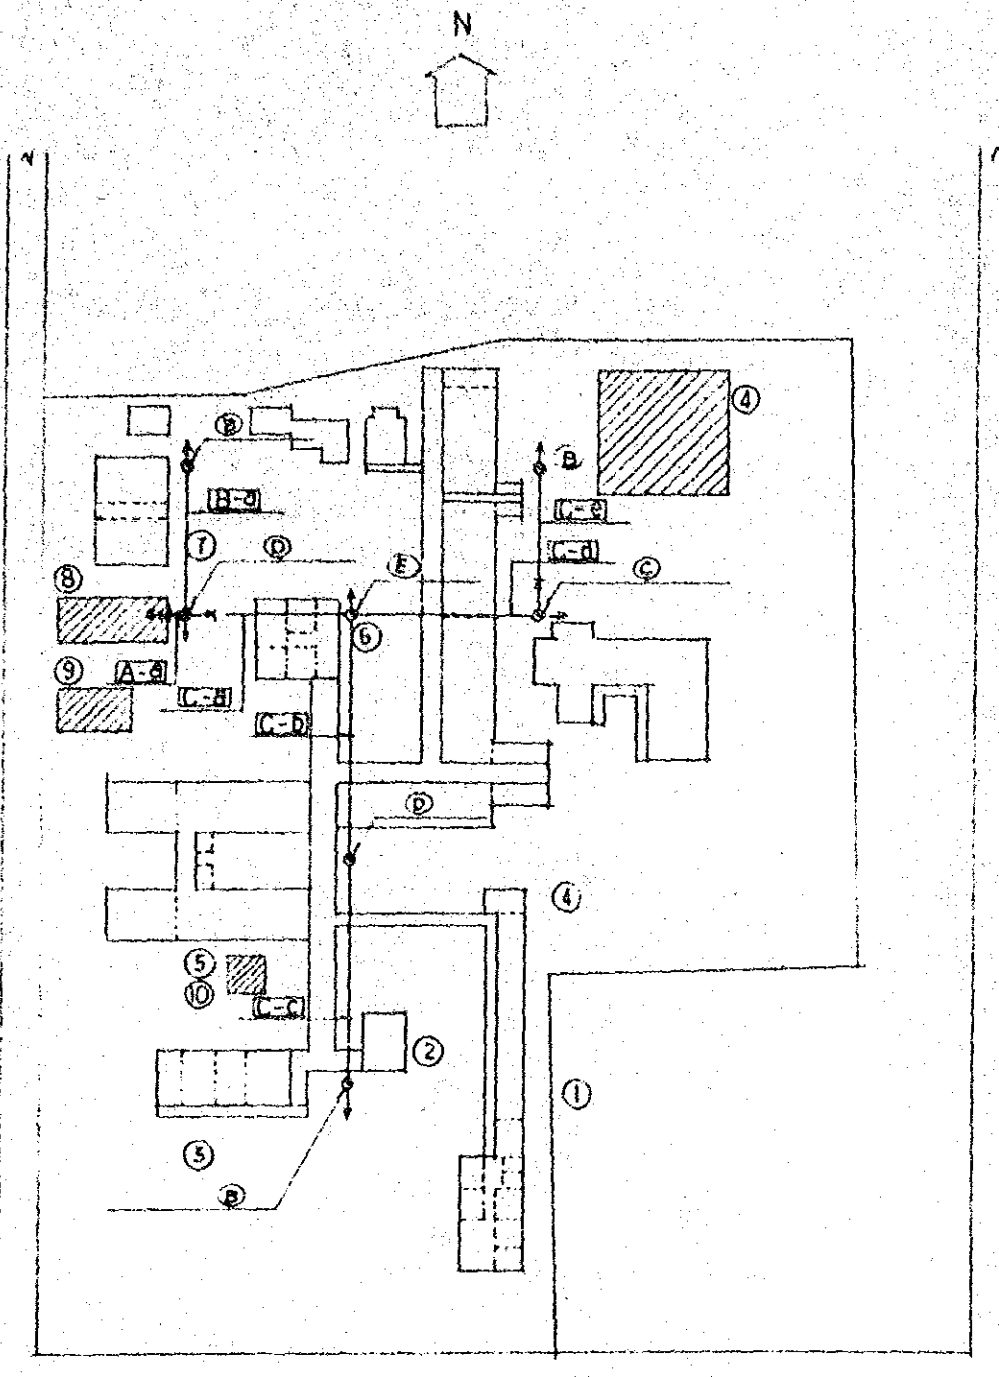 N
④
Ⓑ
B
B-a
C-e
⑦
Ⓓ
C-d
Ⓔ
Ⓒ
⑧
⑥
⑨
A-a
C-a
C-b
Ⓓ
④
⑤
⑩
C-c
②
①
③
Ⓑ